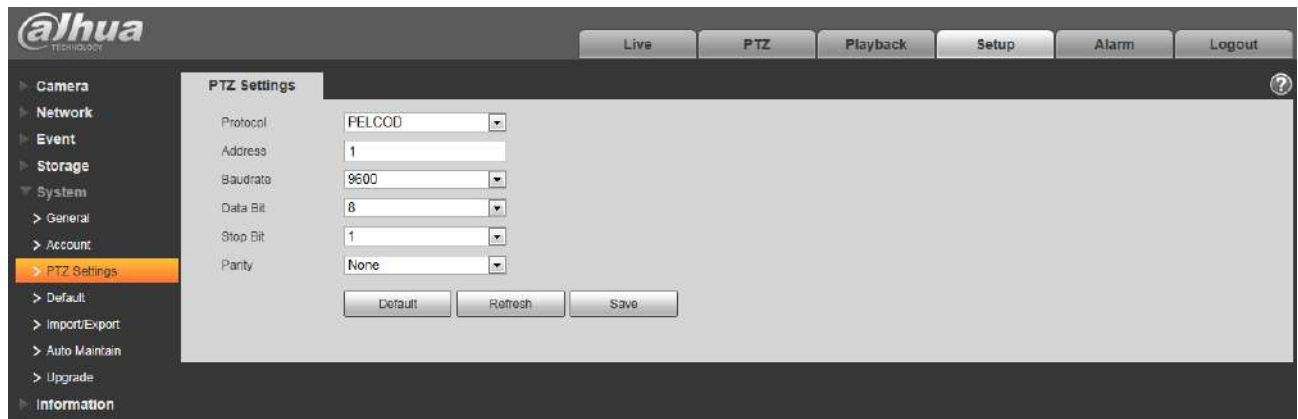 alhua
TECHNOLOGY
Live
PTZ
Playback
Setup
Alarm
Logout
Camera
Network
Event
Storage
System
> General
> Account
> PTZ Settings
> Default
> Import/Export
> Auto Maintain
> Upgrade
Information
PTZ Settings
?
Protocol PELCOD
Address 1
Baudrate 9600
Data Bit 8
Stop Bit 1
Parity None
Default Refresh Save